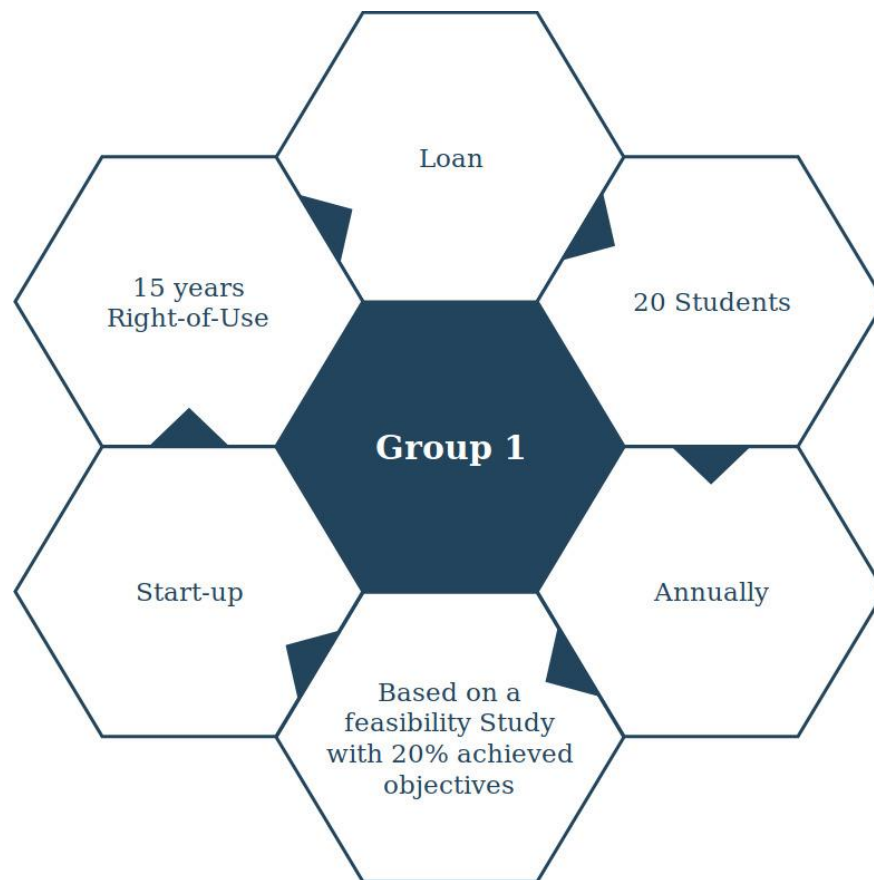 Loan
15 years
Right-of-Use
20 Students
Group 1
Start-up
Annually
Based on a
feasibility Study
with 20% achieved
objectives